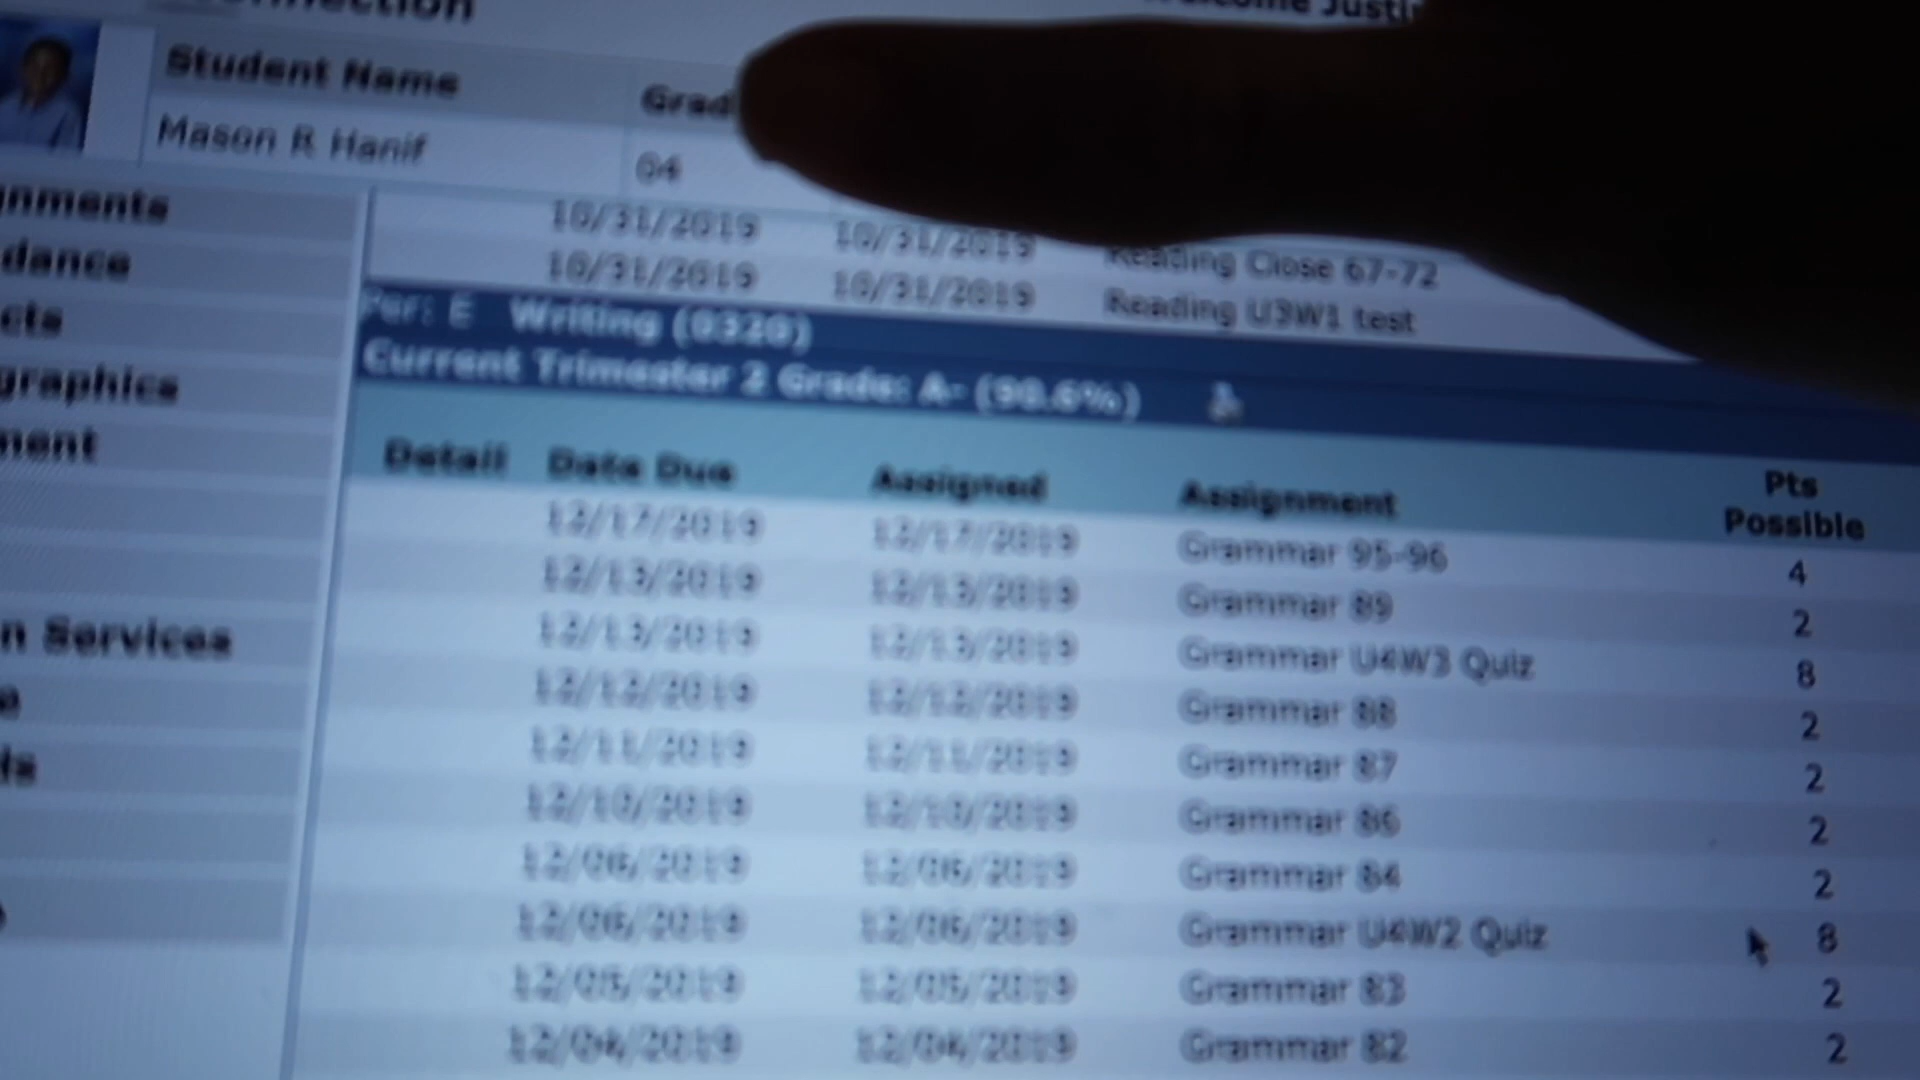 Student Name
Grad
Mason R Hanif
04
10/31/2019 10/31/2019 Reading Close 67-72
10/31/2019 10/31/2019 Reading U3W1 test
Per: E Writing (0320)
Current Trimester 2 Grade: A- (90.6%)
Detail Date Due Assigned Assignment Pts Possible
12/17/2019 12/17/2019 Grammar 95-96 4
12/13/2019 12/13/2019 Grammar 89 2
12/13/2019 12/13/2019 Grammar U4W3 Quiz 8
12/12/2019 12/12/2019 Grammar 88 2
12/11/2019 12/11/2019 Grammar 87 2
12/10/2019 12/10/2019 Grammar 86 2
12/06/2019 12/06/2019 Grammar 84 2
12/06/2019 12/06/2019 Grammar U4W2 Quiz 8
12/05/2019 12/05/2019 Grammar 83 2
12/04/2019 12/04/2019 Grammar 82 2
nments
dance
cts
graphics
ment
n Services